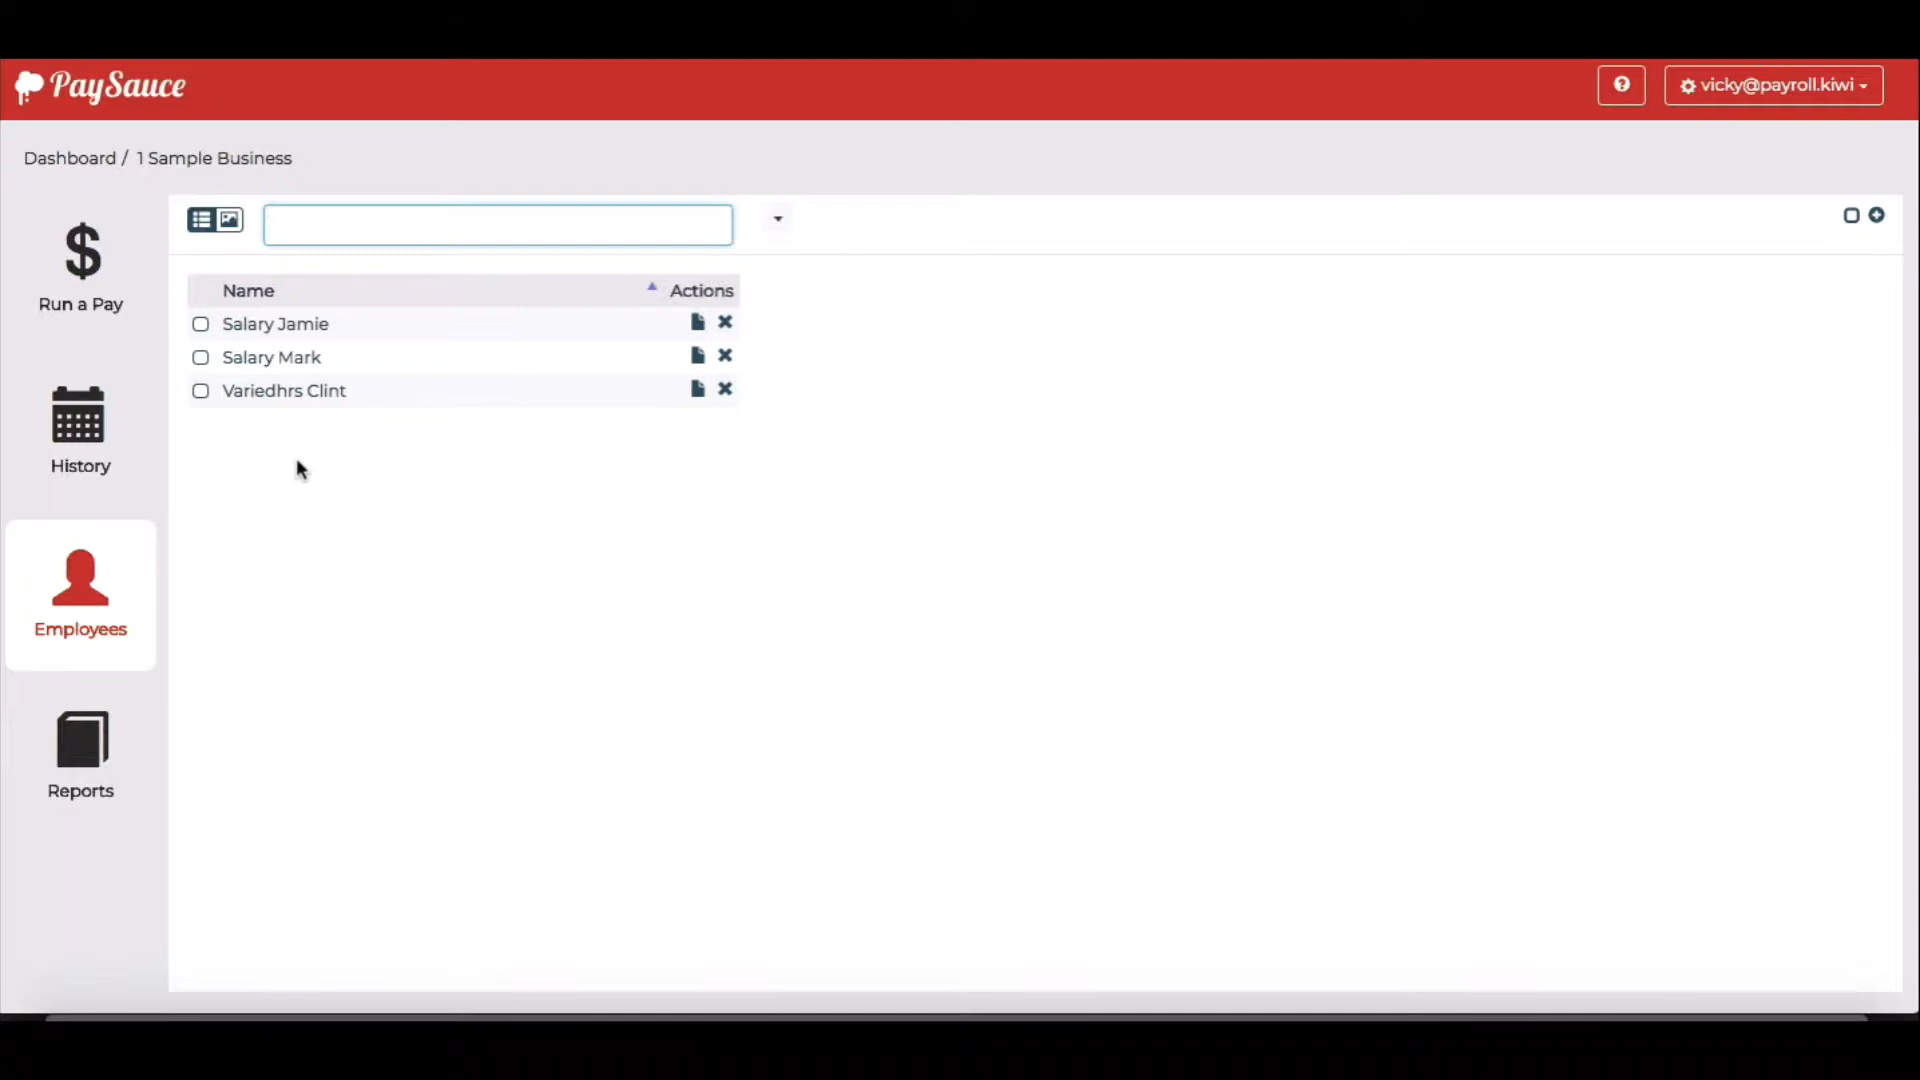 PaySauce
vicky@payroll.kiwi
Dashboard / 1 Sample Business
Run a Pay
History
Employees
Reports
Name Actions
Salary Jamie
Salary Mark
Variedhrs Clint